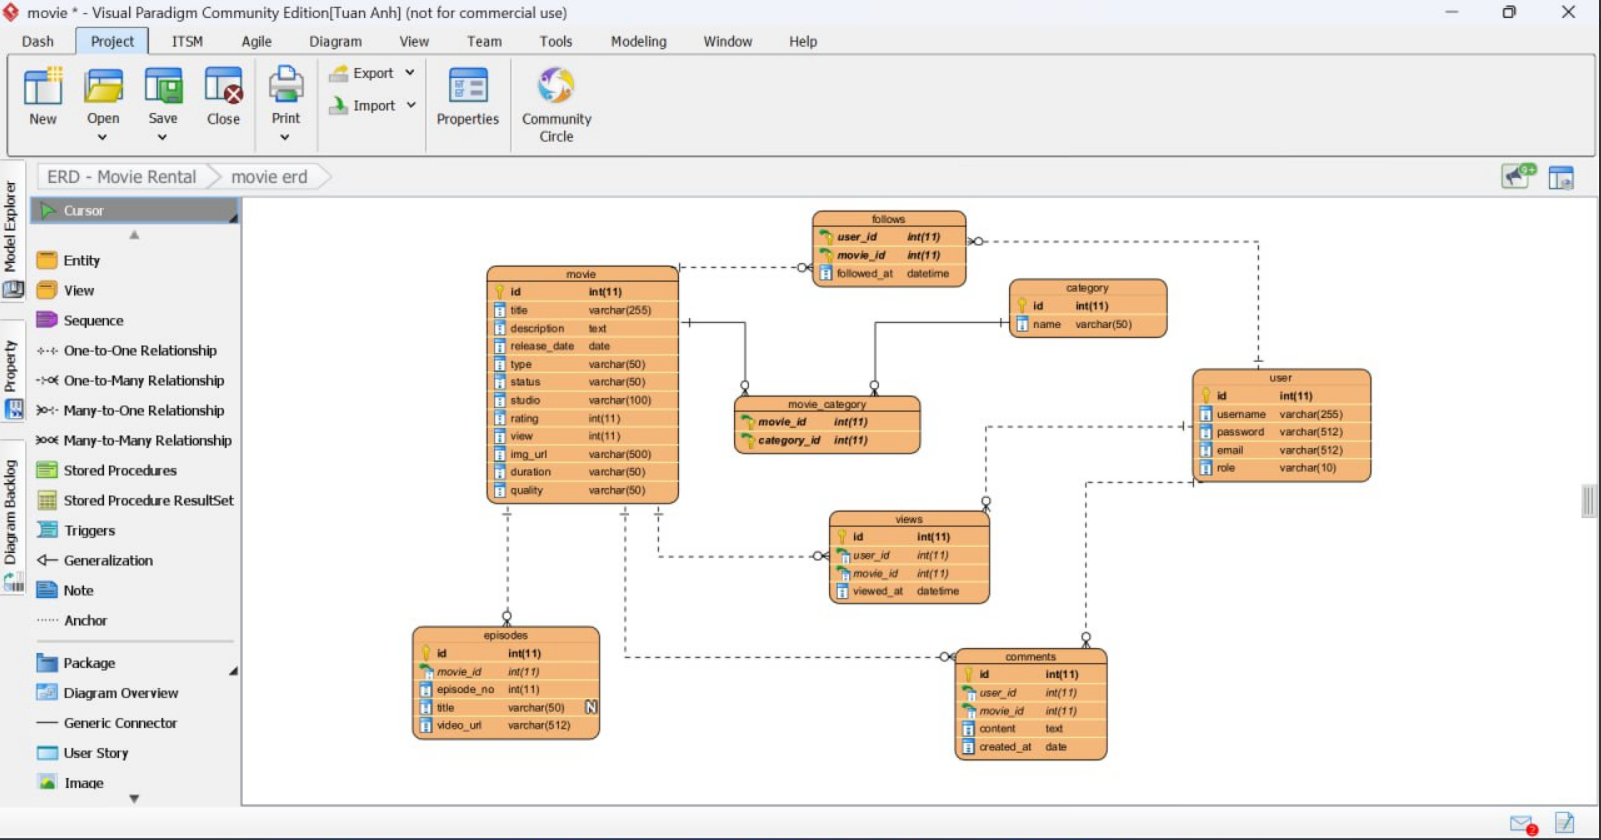 movie * - Visual Paradigm Community Edition[Tuan Anh] (not for commercial use)
Dash Project ITSM Agile Diagram View Team Tools Modeling Window Help
New Open Save Close Print Export Import Properties Community Circle
ERD - Movie Rental movie erd
Model Explorer
Property
Diagram Backlog
Cursor
Entity
View
Sequence
One-to-One Relationship
One-to-Many Relationship
Many-to-One Relationship
Many-to-Many Relationship
Stored Procedures
Stored Procedure ResultSet
Triggers
Generalization
Note
Anchor
Package
Diagram Overview
Generic Connector
User Story
Image
follows
user_id int(11)
movie_id int(11)
followed_at datetime
movie
id int(11)
title varchar(255)
description text
release_date date
type varchar(50)
status varchar(50)
studio varchar(100)
rating int(11)
view int(11)
img_url varchar(500)
duration varchar(50)
quality varchar(50)
category
id int(11)
name varchar(50)
movie_category
movie_id int(11)
category_id int(11)
user
id int(11)
username varchar(255)
password varchar(512)
email varchar(512)
role varchar(10)
views
id int(11)
user_id int(11)
movie_id int(11)
viewed_at datetime
episodes
id int(11)
movie_id int(11)
episode_no int(11)
title varchar(50) N
video_url varchar(512)
comments
id int(11)
user_id int(11)
movie_id int(11)
content text
created_at date
2